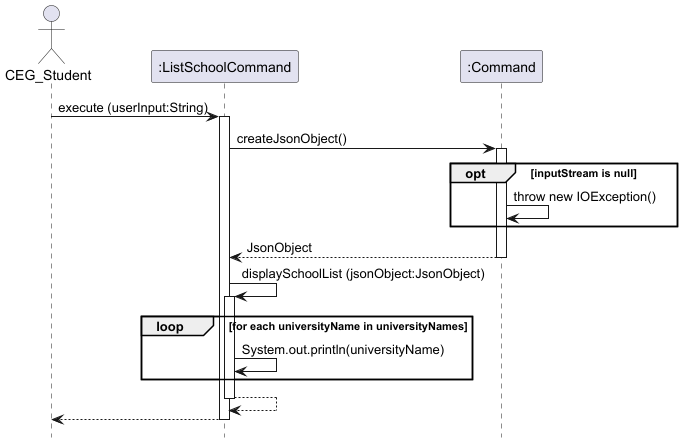 CEG_Student
:ListSchoolCommand
:Command
execute (userInput:String)
createJsonObject()
opt
[inputStream is null]
throw new IOException()
JsonObject
displaySchoolList (jsonObject:JsonObject)
loop
[for each universityName in universityNames]
System.out.println(universityName)